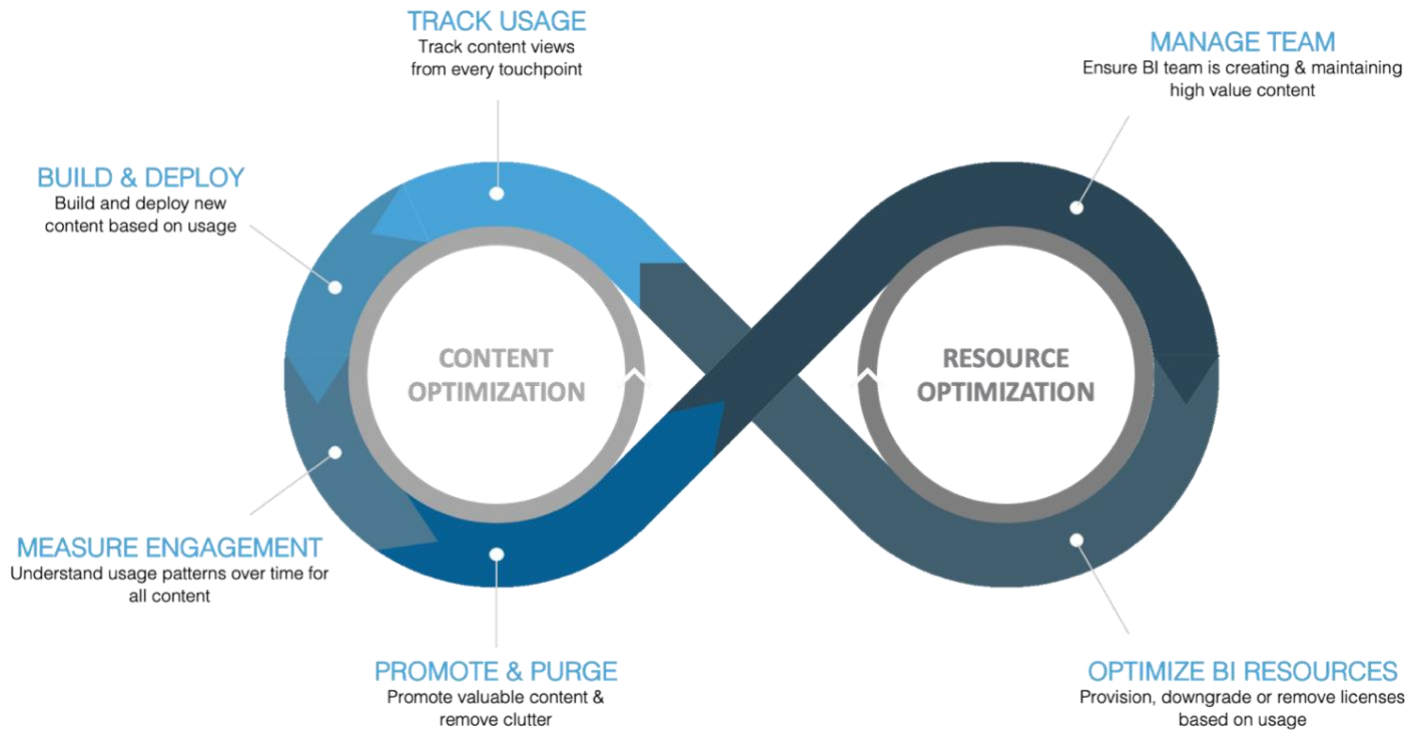 TRACK USAGE
Track content views
from every touchpoint
MANAGE TEAM
Ensure BI team is creating & maintaining
high value content
BUILD & DEPLOY
Build and deploy new
content based on usage
CONTENT
OPTIMIZATION
RESOURCE
OPTIMIZATION
MEASURE ENGAGEMENT
Understand usage patterns over time for
all content
PROMOTE & PURGE
Promote valuable content &
remove clutter
OPTIMIZE BI RESOURCES
Provision, downgrade or remove licenses
based on usage